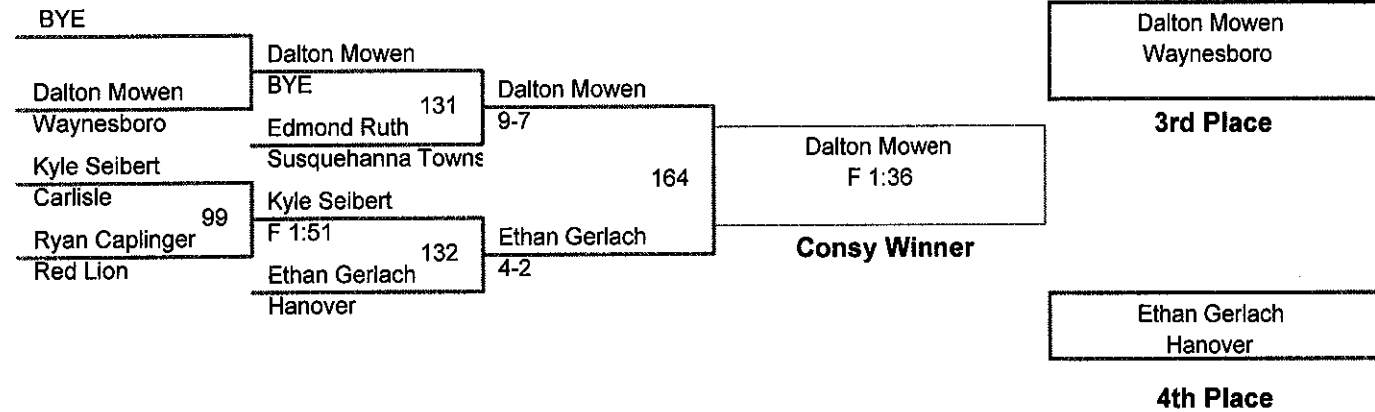 BYE
Dalton Mowen
Waynesboro
Kyle Seibert
Carlisle
99
Ryan Caplinger
Red Lion
Dalton Mowen
BYE
131
Edmond Ruth
Susquehanna Towns
Kyle Seibert
F 1:51
132
Ethan Gerlach
Hanover
Dalton Mowen
9-7
164
Ethan Gerlach
4-2
Dalton Mowen
F 1:36
Consy Winner
Dalton Mowen
Waynesboro
3rd Place
Ethan Gerlach
Hanover
4th Place